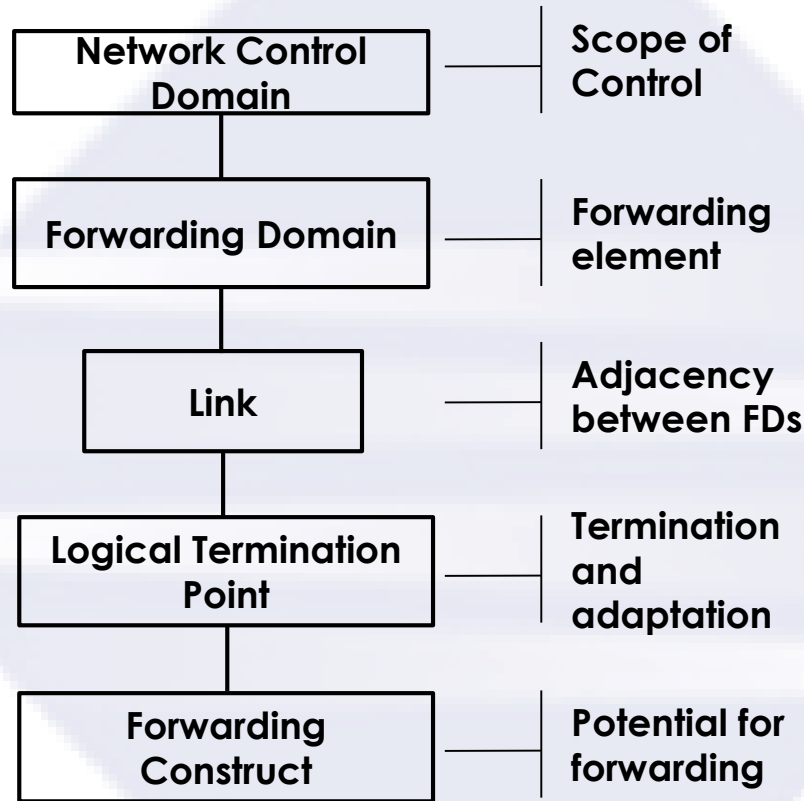 Network Control
Domain
Scope of
Control
Forwarding Domain
Forwarding
element
Link
Adjacency
between FDs
Logical Termination
Point
Termination
and
adaptation
Forwarding
Construct
Potential for
forwarding